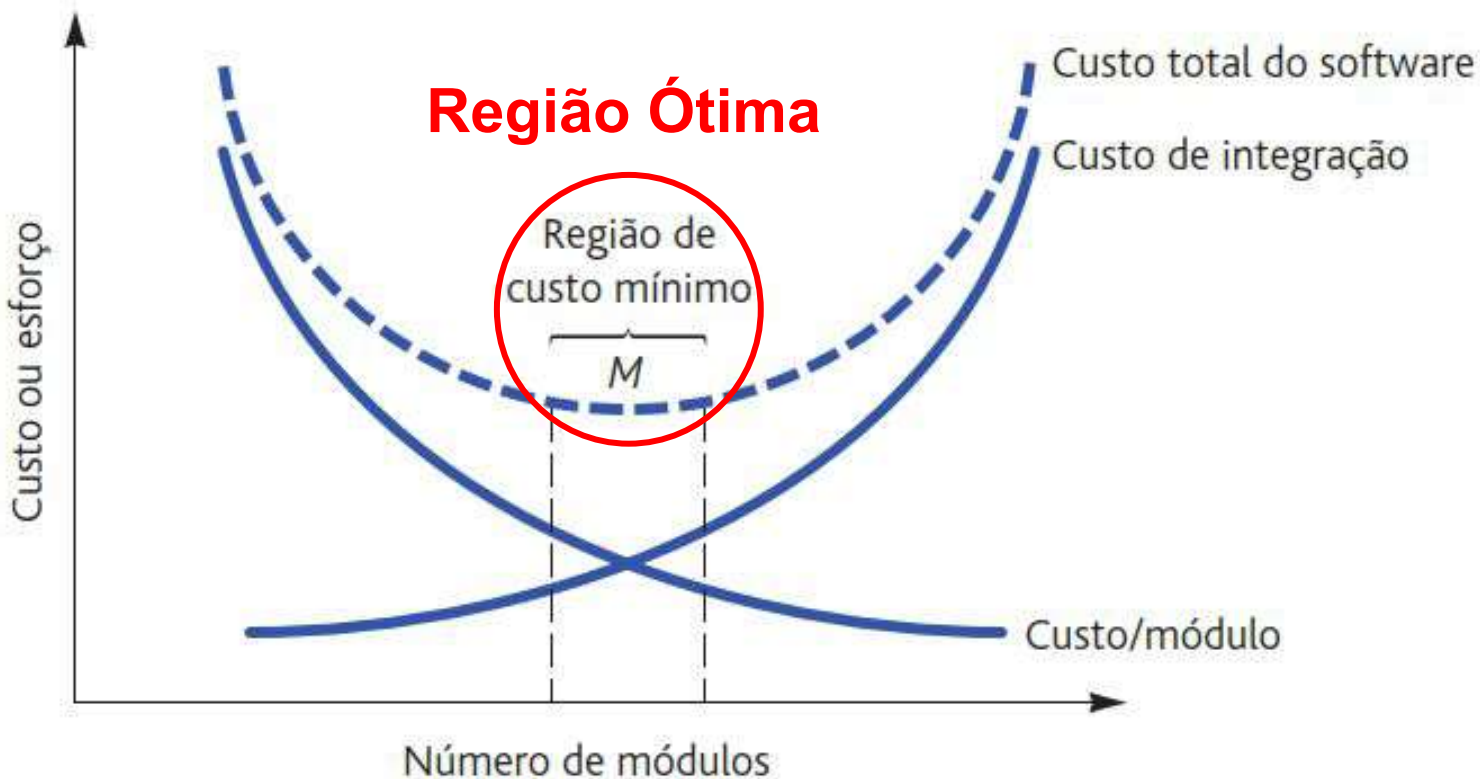 Custo total do software
Região Ótima
Custo de integração
Região de
custo mínimo
M
Custo ou esforço
Custo/módulo
Número de módulos